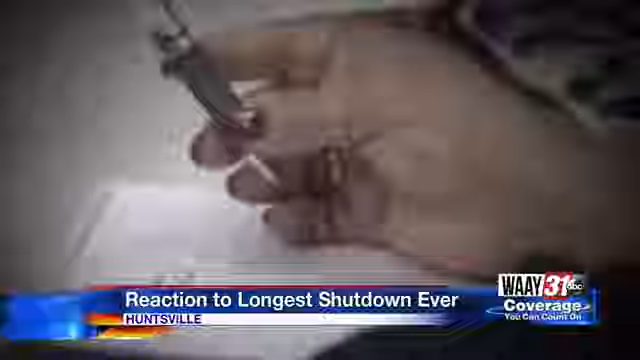 Reaction to Longest Shutdown Ever
HUNTSVILLE
WAAY 31 abc
Coverage
You Can Count On